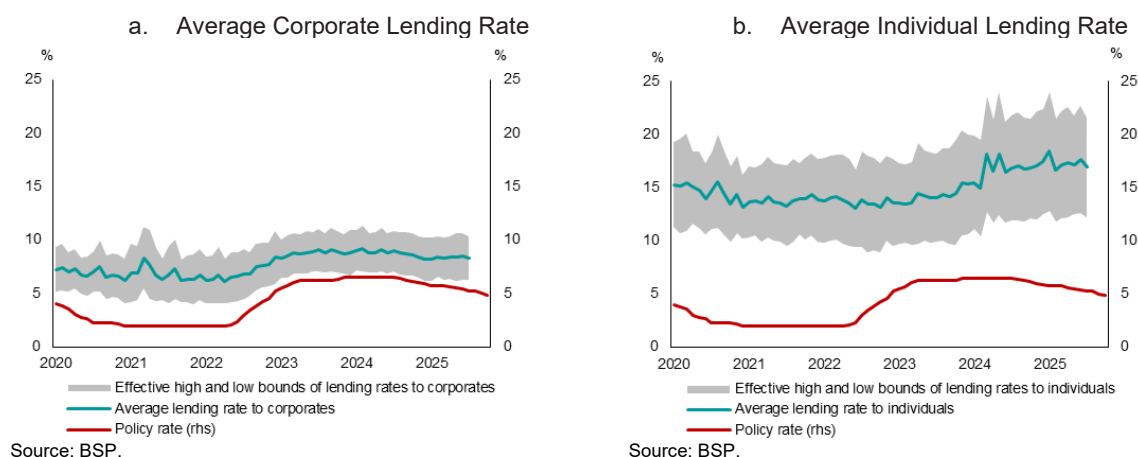 a. Average Corporate Lending Rate
%
%
25
25
20
20
15
15
10
10
5
5
0
0
2020 2021 2022 2023 2024 2025
Effective high and low bounds of lending rates to corporates
Average lending rate to corporates
Policy rate (rhs)
Source: BSP.
b. Average Individual Lending Rate
%
%
25
25
20
20
15
15
10
10
5
5
0
0
2020 2021 2022 2023 2024 2025
Effective high and low bounds of lending rates to individuals
Average lending rate to individuals
Policy rate (rhs)
Source: BSP.